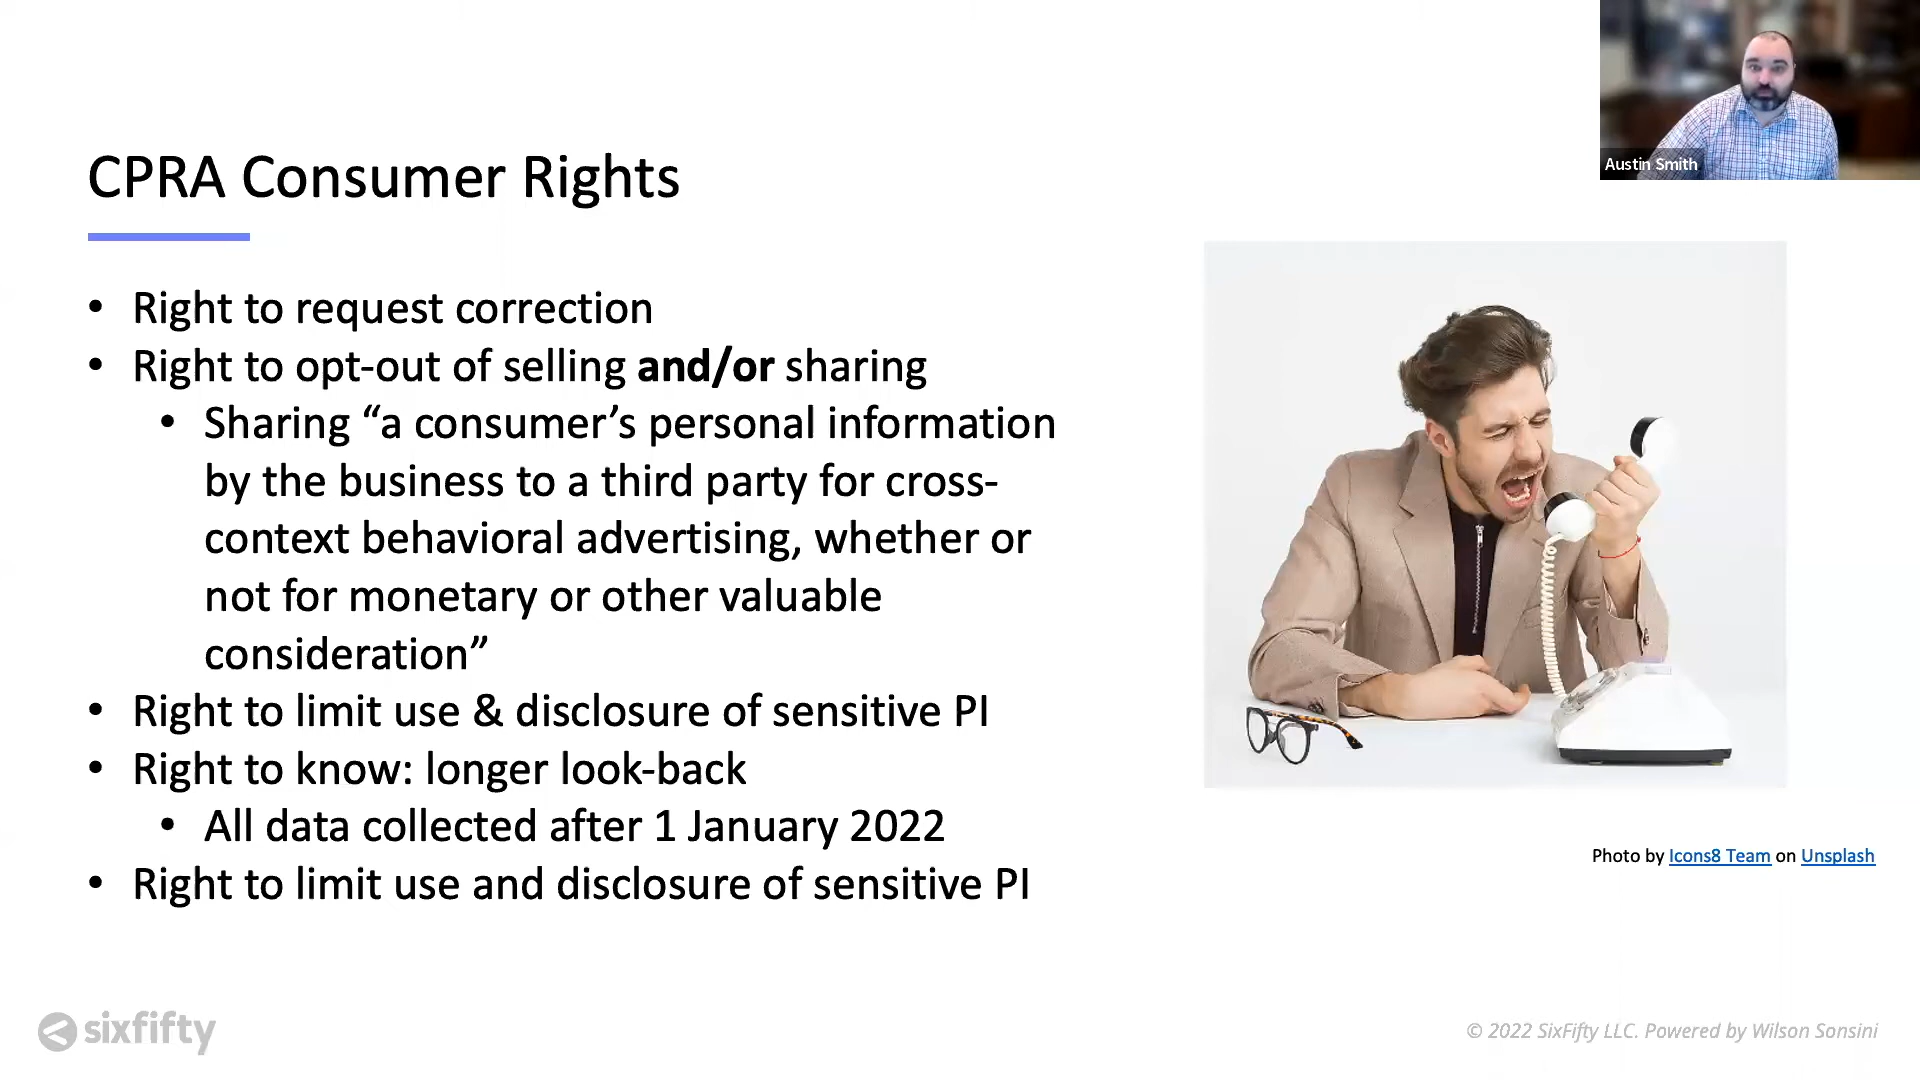 Austin Smith
CPRA Consumer Rights
• Right to request correction
• Right to opt-out of selling and/or sharing
• Sharing “a consumer’s personal information
by the business to a third party for cross-
context behavioral advertising, whether or
not for monetary or other valuable
consideration”
• Right to limit use & disclosure of sensitive PI
• Right to know: longer look-back
• All data collected after 1 January 2022
• Right to limit use and disclosure of sensitive PI
Photo by Icons8 Team on Unsplash
sixfifty
© 2022 SixFifty LLC. Powered by Wilson Sonsini